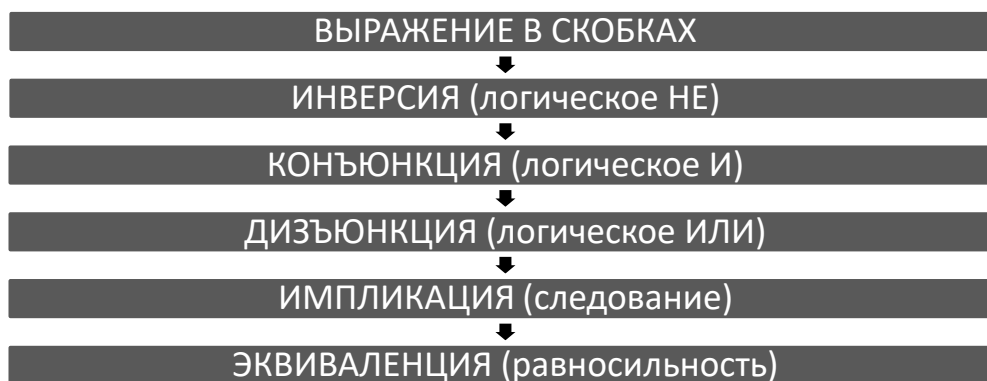 ВЫРАЖЕНИЕ В СКОБКАХ
ИНВЕРСИЯ (логическое НЕ)
КОНЪЮНКЦИЯ (логическое И)
ДИЗЪЮНКЦИЯ (логическое ИЛИ)
ИМПЛИКАЦИЯ (следование)
ЭКВИВАЛЕНЦИЯ (равносильность)